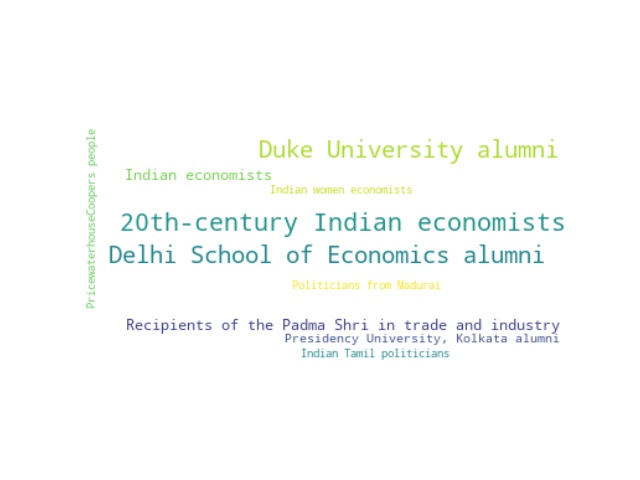 Duke University alumni
Indian economists
Indian women economists
PricewaterhouseCoopers people
20th-century Indian economists
Delhi School of Economics alumni
Politicians from Madurai
Recipients of the Padma Shri in trade and industry
Presidency University, Kolkata alumni
Indian Tamil politicians